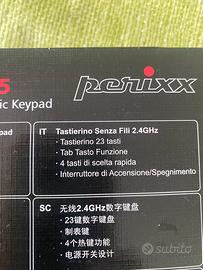 5
perixx
ic Keypad
pad
IT
Tastierino Senza Fili 2.4GHz
- Tastierino 23 tasti
- Tab Tasto Funzione
- 4 tasti di scelta rapida
- Interruttore di Accensione/Spegnimento
SC
无线2.4GHz数字键盘
- 23键数字键盘
- 制表键
- 4个热键功能
- 电源开关设计
subito